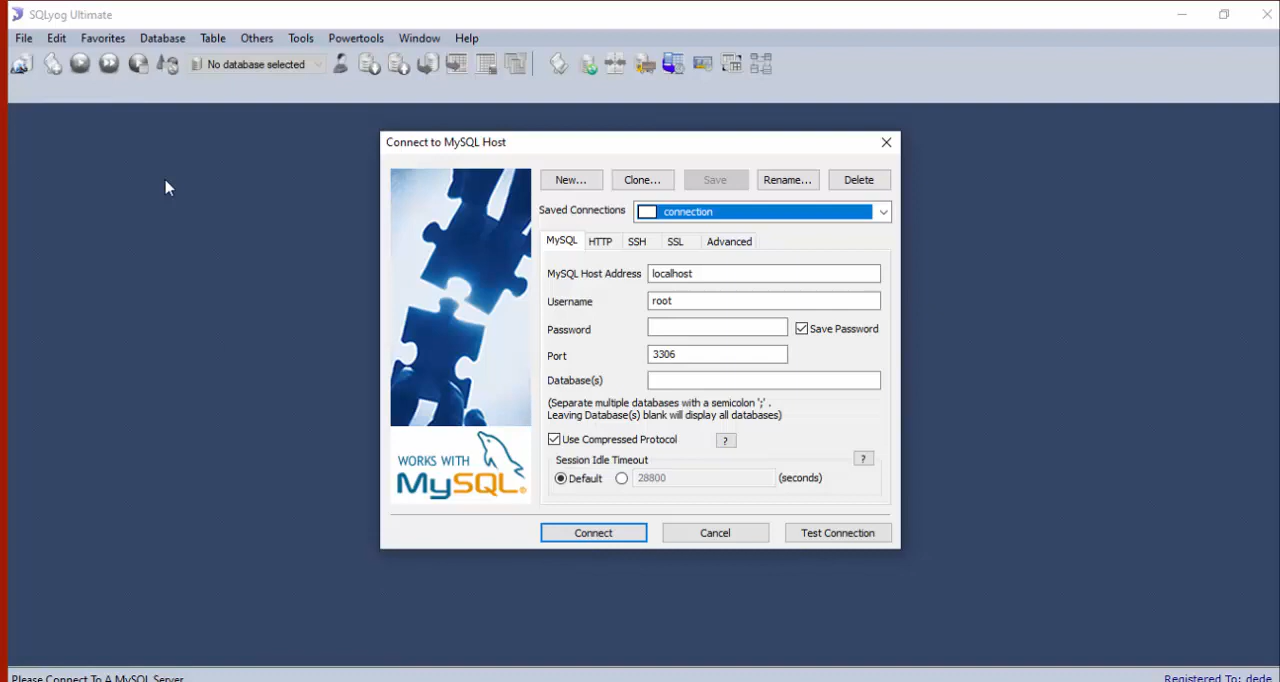 SQLyog Ultimate
File Edit Favorites Database Table Others Tools Powertools Window Help
No database selected
Connect to MySQL Host
New... Clone... Save Rename... Delete
Saved Connections connection
MySQL HTTP SSH SSL Advanced
MySQL Host Address localhost
Username root
Password Save Password
Port 3306
Database(s)
(Separate multiple databases with a semicolon ';' .
Leaving Database(s) blank will display all databases)
Use Compressed Protocol ?
Session Idle Timeout ?
Default 28800 (seconds)
WORKS WITH
MySQL®
Connect Cancel Test Connection
Please Connect To A MySQL Server Registered To: dede